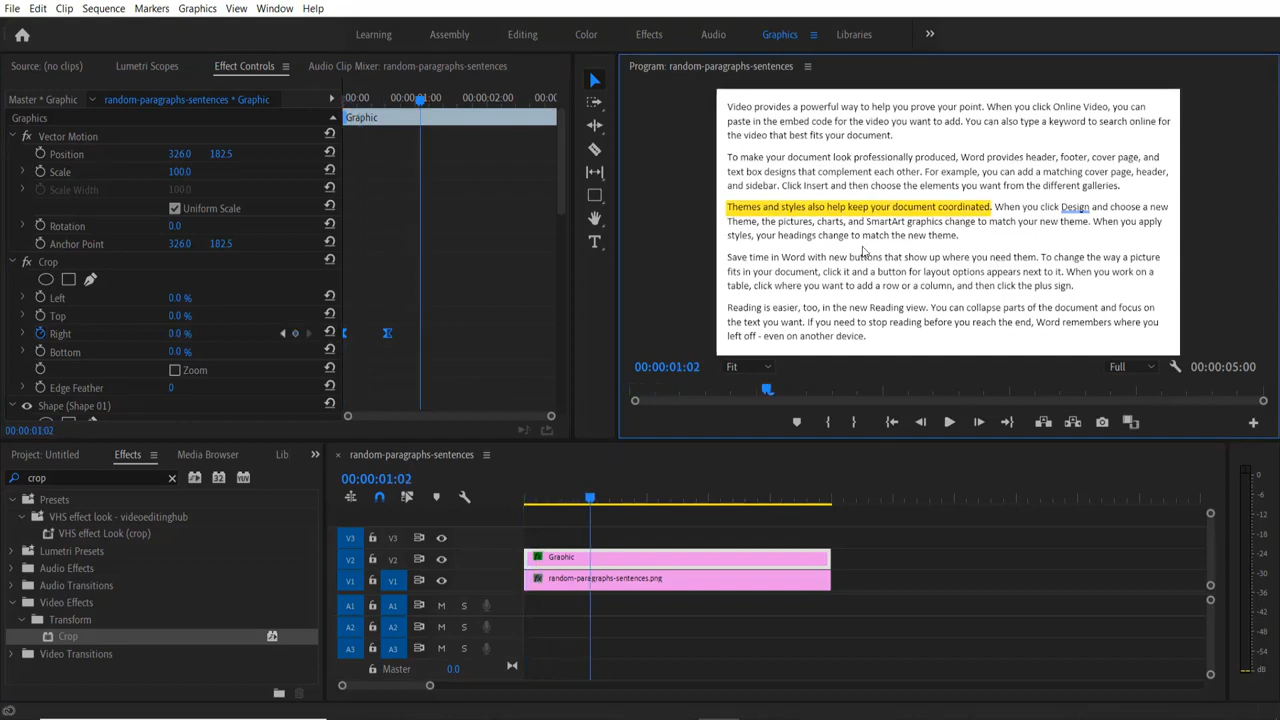 File Edit Clip Sequence Markers Graphics View Window Help
Learning Assembly Editing Color Effects Audio Graphics Libraries
Source: (no clips) Lumetri Scopes Effect Controls Audio Clip Mixer: random-paragraphs-sentences
Master * Graphic random-paragraphs-sentences * Graphic
:00:00 00:00:01:00 00:00:02:00 00:0
Graphics
Graphic
fx Vector Motion
Position 326.0 182.5
Scale 100.0
Scale Width 100.0
Uniform Scale
Rotation 0.0
Anchor Point 326.0 182.5
fx Crop
Left 0.0 %
Top 0.0 %
Right 0.0 %
Bottom 0.0 %
Zoom
Edge Feather 0
Shape (Shape 01)
00:00:01:02
Program: random-paragraphs-sentences
Video provides a powerful way to help you prove your point. When you click Online Video, you can
paste in the embed code for the video you want to add. You can also type a keyword to search online for
the video that best fits your document.
To make your document look professionally produced, Word provides header, footer, cover page, and
text box designs that complement each other. For example, you can add a matching cover page, header,
and sidebar. Click Insert and then choose the elements you want from the different galleries.
Themes and styles also help keep your document coordinated. When you click Design and choose a new
Theme, the pictures, charts, and SmartArt graphics change to match your new theme. When you apply
styles, your headings change to match the new theme.
Save time in Word with new buttons that show up where you need them. To change the way a picture
fits in your document, click it and a button for layout options appears next to it. When you work on a
table, click where you want to add a row or a column, and then click the plus sign.
Reading is easier, too, in the new Reading view. You can collapse parts of the document and focus on
the text you want. If you need to stop reading before you reach the end, Word remembers where you
left off - even on another device.
00:00:01:02 Fit Full 00:00:05:00
Project: Untitled Effects Media Browser Lib
crop
Presets
VHS effect look - videoeditinghub
VHS effect Look (crop)
Lumetri Presets
Audio Effects
Audio Transitions
Video Effects
Transform
Crop
Video Transitions
random-paragraphs-sentences
00:00:01:02
V3 V3
V2 V2 fx Graphic
V1 V1 fx random-paragraphs-sentences.png
A1 A1 M S
A2 A2 M S
A3 A3 M S
Master 0.0
0
-6
-12
-18
-24
-30
-36
-42
-48
-54
dB